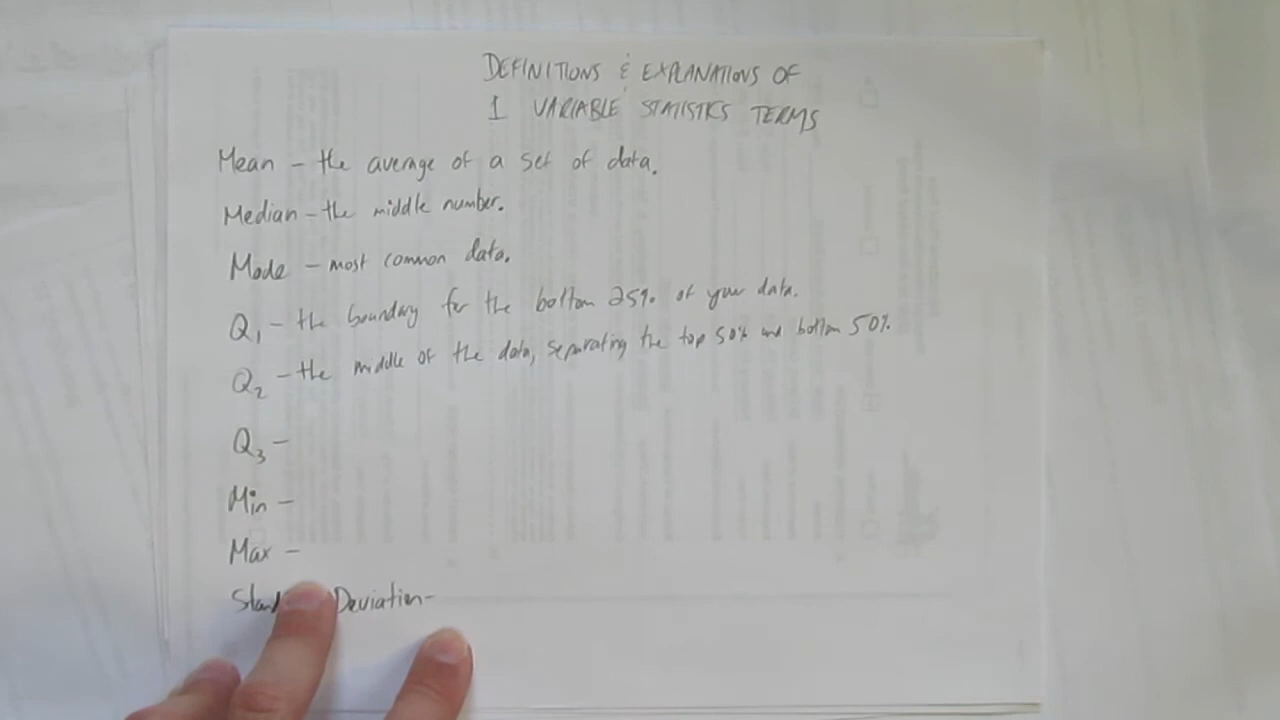 DEFINITIONS & EXPLANATIONS OF
1 VARIABLE STATISTICS TERMS
Mean - the average of a set of data.
Median - the middle number.
Mode - most common data.
Q1 - the boundary for the bottom 25% of your data.
Q2 - the middle of the data, separating the top 50% and bottom 50%
Q3 -
Min -
Max -
Stan Deviation-